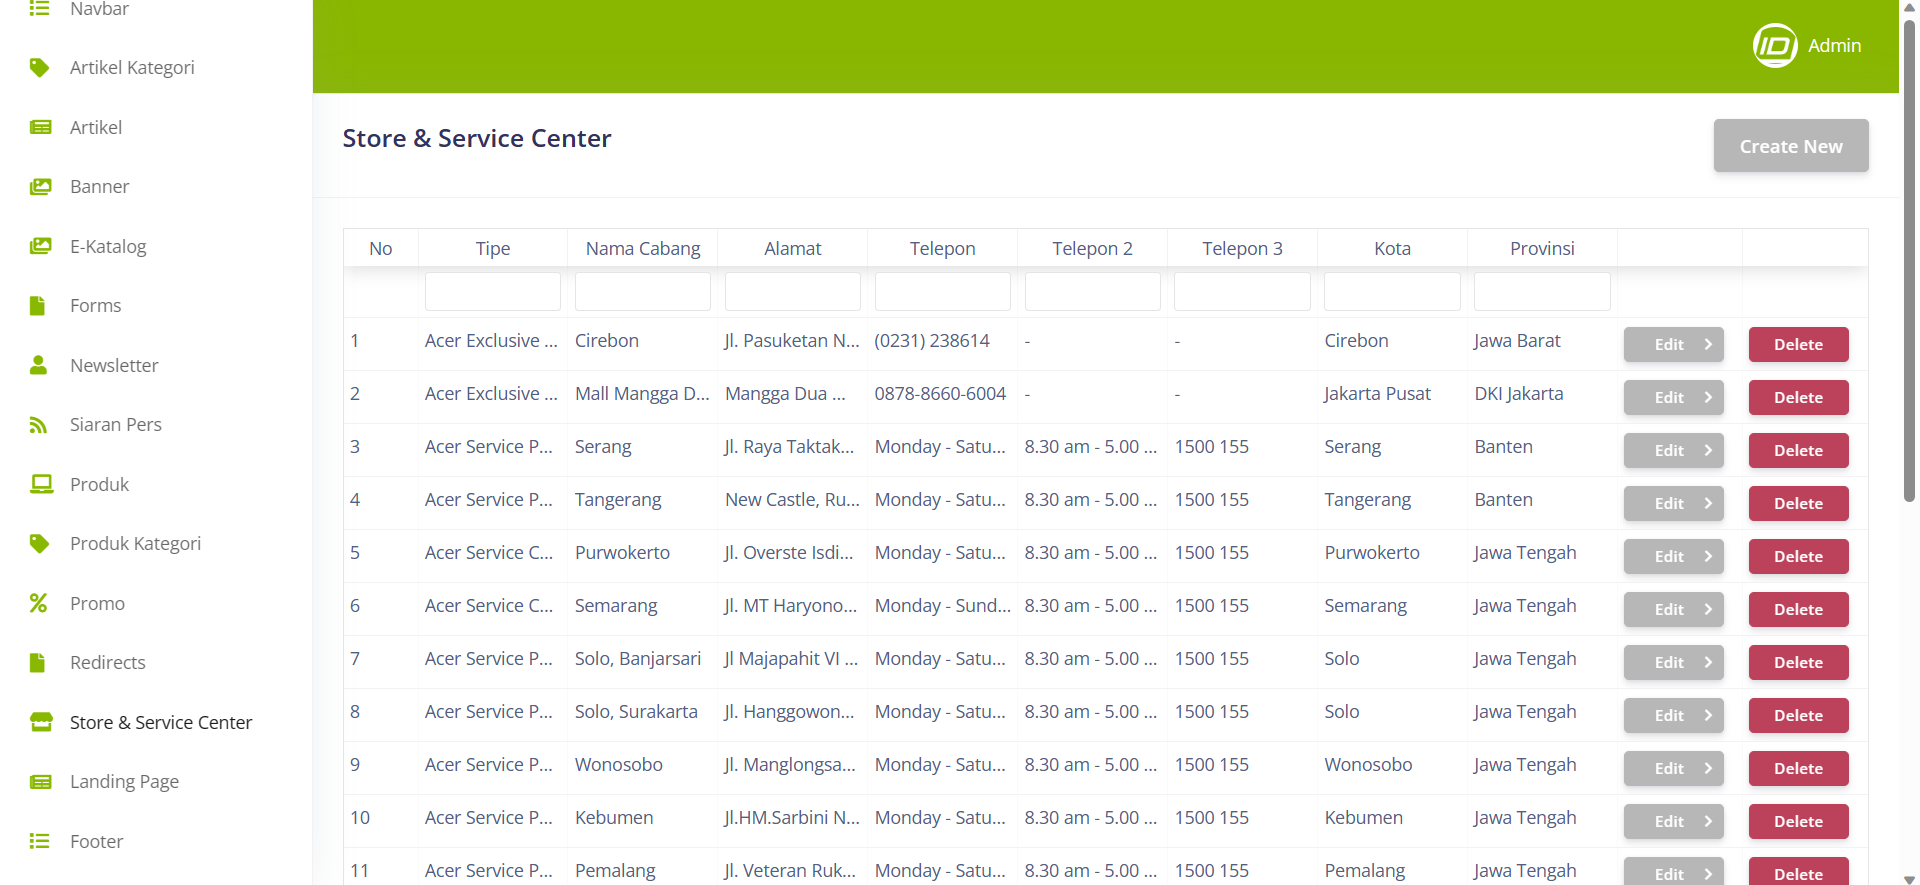 Navbar
Artikel Kategori
Artikel
Banner
E-Katalog
Forms
Newsletter
Siaran Pers
Produk
Produk Kategori
Promo
Redirects
Store & Service Center
Landing Page
Footer
ID Admin
Store & Service Center
Create New
No Tipe Nama Cabang Alamat Telepon Telepon 2 Telepon 3 Kota Provinsi
1 Acer Exclusive ... Cirebon Jl. Pasuketan N... (0231) 238614 - - Cirebon Jawa Barat Edit Delete
2 Acer Exclusive ... Mall Mangga D... Mangga Dua ... 0878-8660-6004 - - Jakarta Pusat DKI Jakarta Edit Delete
3 Acer Service P... Serang Jl. Raya Taktak... Monday - Satu... 8.30 am - 5.00 ... 1500 155 Serang Banten Edit Delete
4 Acer Service P... Tangerang New Castle, Ru... Monday - Satu... 8.30 am - 5.00 ... 1500 155 Tangerang Banten Edit Delete
5 Acer Service C... Purwokerto Jl. Overste Isdi... Monday - Satu... 8.30 am - 5.00 ... 1500 155 Purwokerto Jawa Tengah Edit Delete
6 Acer Service C... Semarang Jl. MT Haryono... Monday - Sund... 8.30 am - 5.00 ... 1500 155 Semarang Jawa Tengah Edit Delete
7 Acer Service P... Solo, Banjarsari Jl Majapahit VI ... Monday - Satu... 8.30 am - 5.00 ... 1500 155 Solo Jawa Tengah Edit Delete
8 Acer Service P... Solo, Surakarta Jl. Hanggowon... Monday - Satu... 8.30 am - 5.00 ... 1500 155 Solo Jawa Tengah Edit Delete
9 Acer Service P... Wonosobo Jl. Manglongsa... Monday - Satu... 8.30 am - 5.00 ... 1500 155 Wonosobo Jawa Tengah Edit Delete
10 Acer Service P... Kebumen Jl.HM.Sarbini N... Monday - Satu... 8.30 am - 5.00 ... 1500 155 Kebumen Jawa Tengah Edit Delete
11 Acer Service P... Pemalang Jl. Veteran Ruk... Monday - Satu... 8.30 am - 5.00 ... 1500 155 Pemalang Jawa Tengah Edit Delete